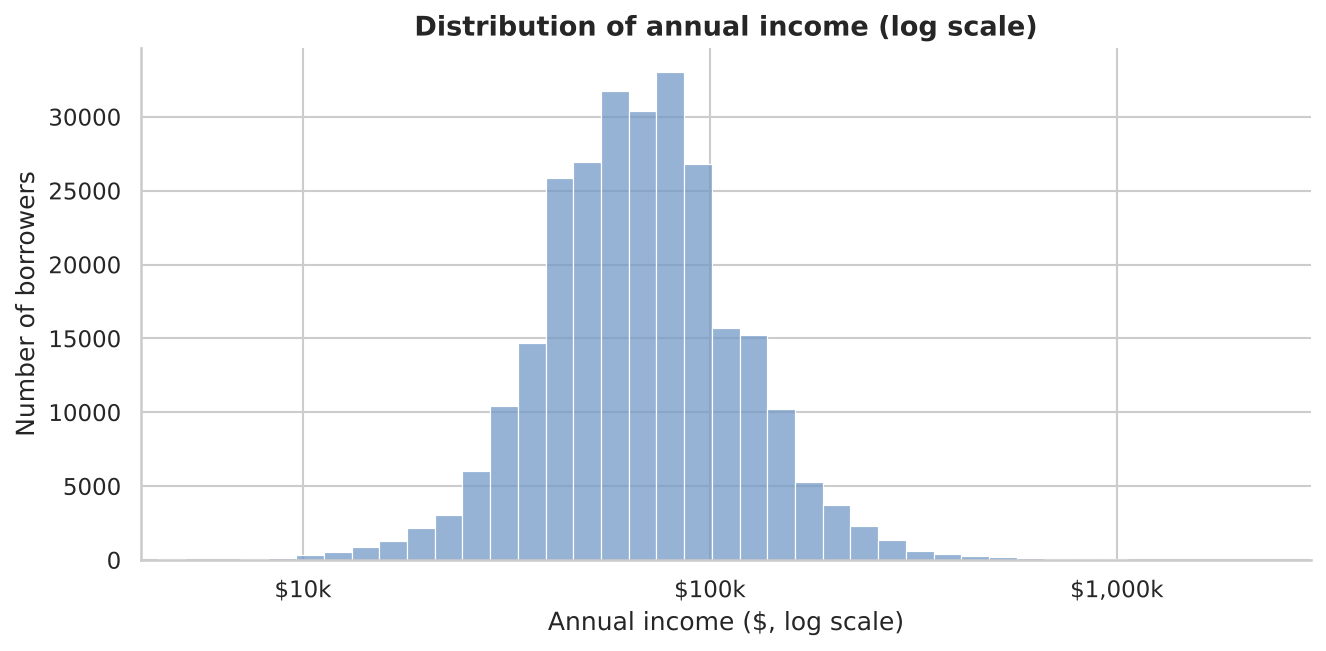 Distribution of annual income (log scale)
Number of borrowers
30000
25000
20000
15000
10000
5000
0
$10k
$100k
$1,000k
Annual income ($, log scale)